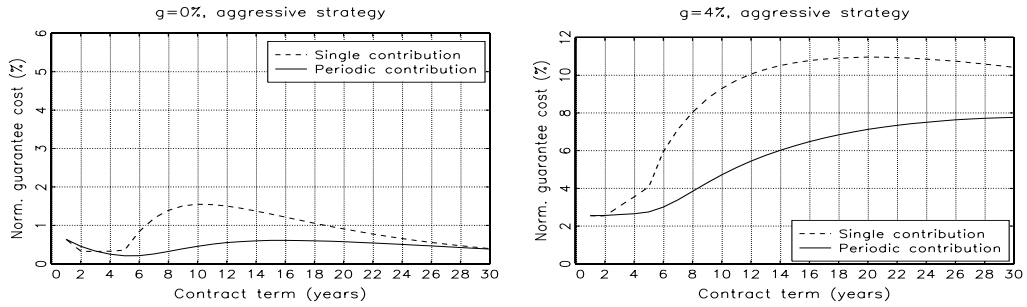 g=0%, aggressive strategy
Norm. guarantee cost (%)
6
5
4
3
2
1
0
Single contribution
Periodic contribution
0 2 4 6 8 10 12 14 16 18 20 22 24 26 28 30
Contract term (years)
g=4%, aggressive strategy
Norm. guarantee cost (%)
12
10
8
6
4
2
0
Single contribution
Periodic contribution
0 2 4 6 8 10 12 14 16 18 20 22 24 26 28 30
Contract term (years)